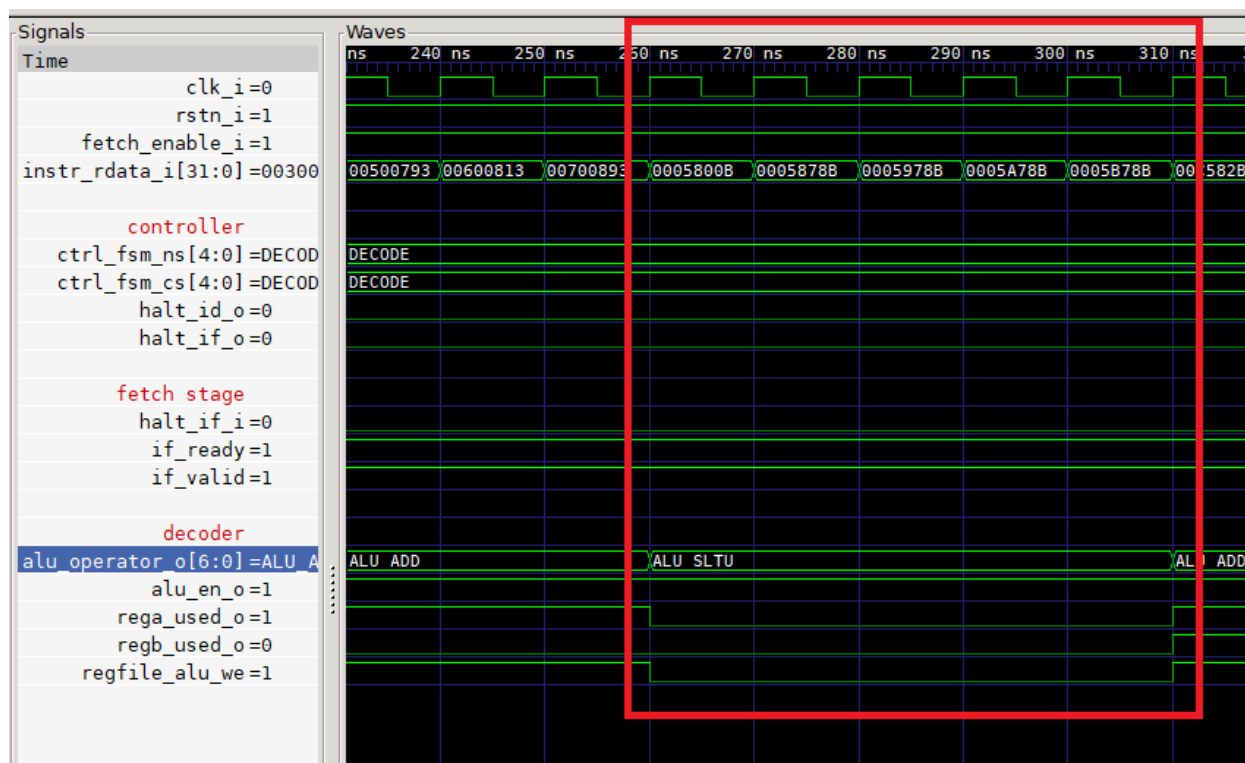 Signals
Time
clk_i=0
rstn_i=1
fetch_enable_i=1
instr_rdata_i[31:0]=00300
controller
ctrl_fsm_ns[4:0]=DECOD
ctrl_fsm_cs[4:0]=DECOD
halt_id_o=0
halt_if_o=0
fetch stage
halt_if_i=0
if_ready=1
if_valid=1
decoder
alu_operator_o[6:0]=ALU_A
alu_en_o=1
rega_used_o=1
regb_used_o=0
regfile_alu_we=1
Waves
ns 240 ns 250 ns 260 ns 270 ns 280 ns 290 ns 300 ns 310 ns
00500793 00600813 00700893 0005800B 0005878B 0005978B 0005A78B 0005B78B
DECODE
DECODE
ALU ADD ALU SLTU ALU ADD